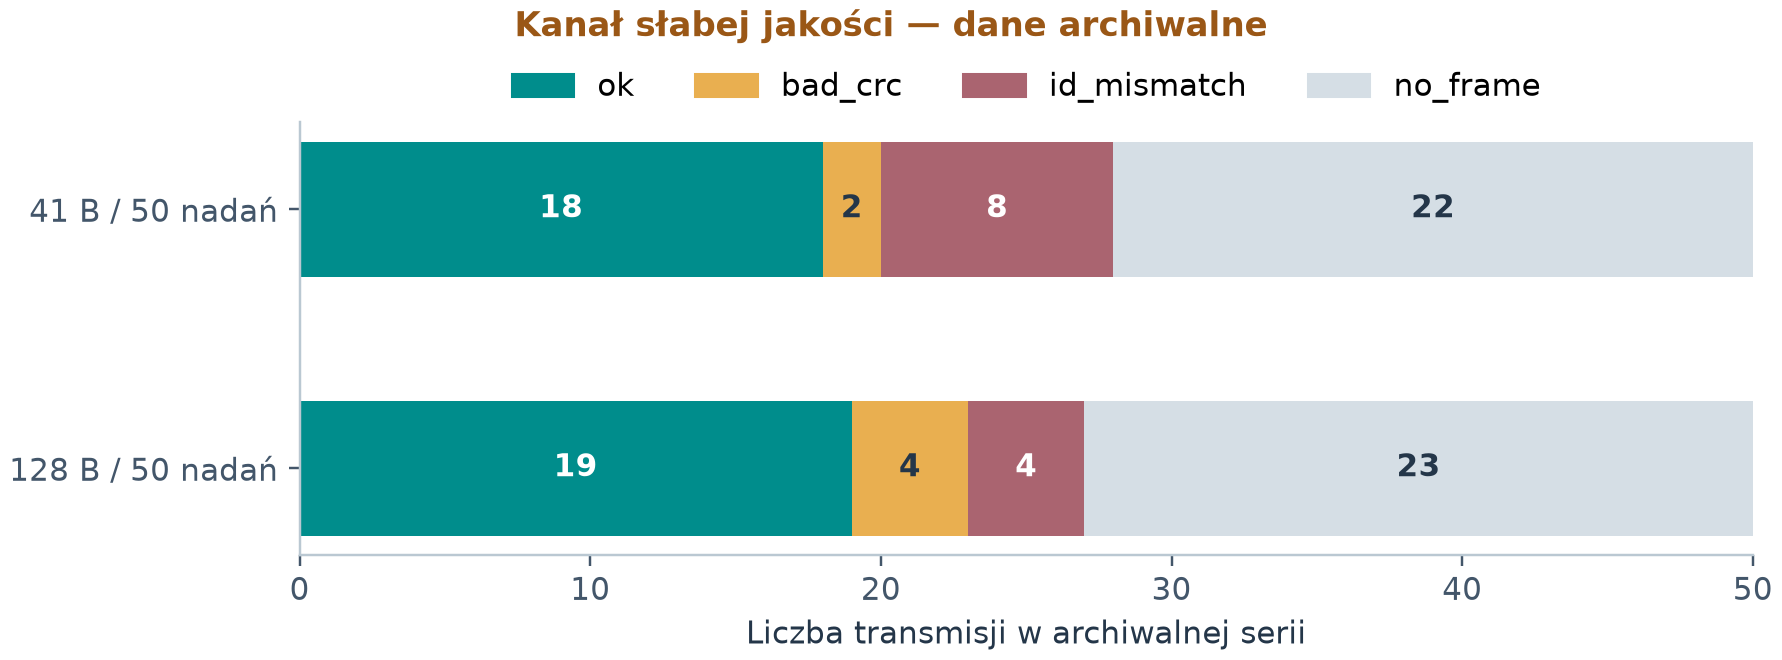 Kanał słabej jakości — dane archiwalne
ok bad_crc id_mismatch no_frame
41 B / 50 nadań 18 2 8 22
128 B / 50 nadań 19 4 4 23
0 10 20 30 40 50
Liczba transmisji w archiwalnej serii